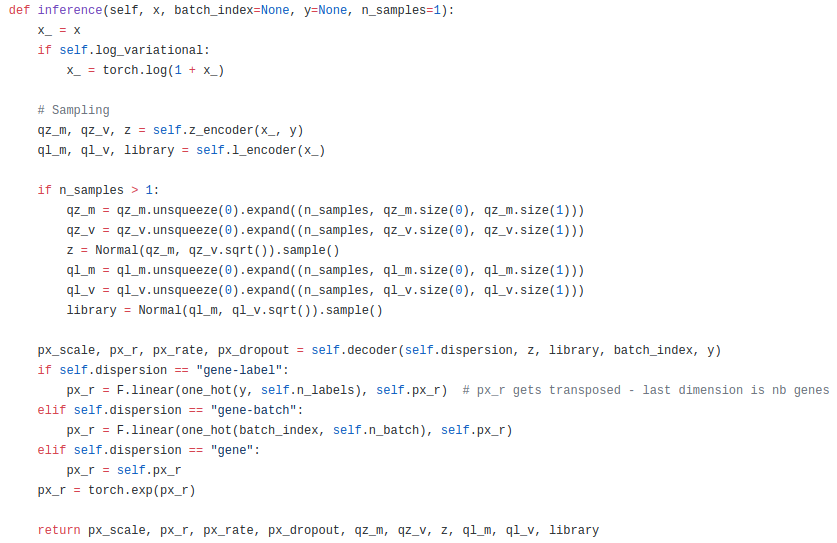 def inference(self, x, batch_index=None, y=None, n_samples=1):
    x_ = x
    if self.log_variational:
        x_ = torch.log(1 + x_)

    # Sampling
    qz_m, qz_v, z = self.z_encoder(x_, y)
    ql_m, ql_v, library = self.l_encoder(x_)

    if n_samples > 1:
        qz_m = qz_m.unsqueeze(0).expand((n_samples, qz_m.size(0), qz_m.size(1)))
        qz_v = qz_v.unsqueeze(0).expand((n_samples, qz_v.size(0), qz_v.size(1)))
        z = Normal(qz_m, qz_v.sqrt()).sample()
        ql_m = ql_m.unsqueeze(0).expand((n_samples, ql_m.size(0), ql_m.size(1)))
        ql_v = ql_v.unsqueeze(0).expand((n_samples, ql_v.size(0), ql_v.size(1)))
        library = Normal(ql_m, ql_v.sqrt()).sample()

    px_scale, px_r, px_rate, px_dropout = self.decoder(self.dispersion, z, library, batch_index, y)
    if self.dispersion == "gene-label":
        px_r = F.linear(one_hot(y, self.n_labels), self.px_r)  # px_r gets transposed - last dimension is nb genes
    elif self.dispersion == "gene-batch":
        px_r = F.linear(one_hot(batch_index, self.n_batch), self.px_r)
    elif self.dispersion == "gene":
        px_r = self.px_r
    px_r = torch.exp(px_r)

    return px_scale, px_r, px_rate, px_dropout, qz_m, qz_v, z, ql_m, ql_v, library